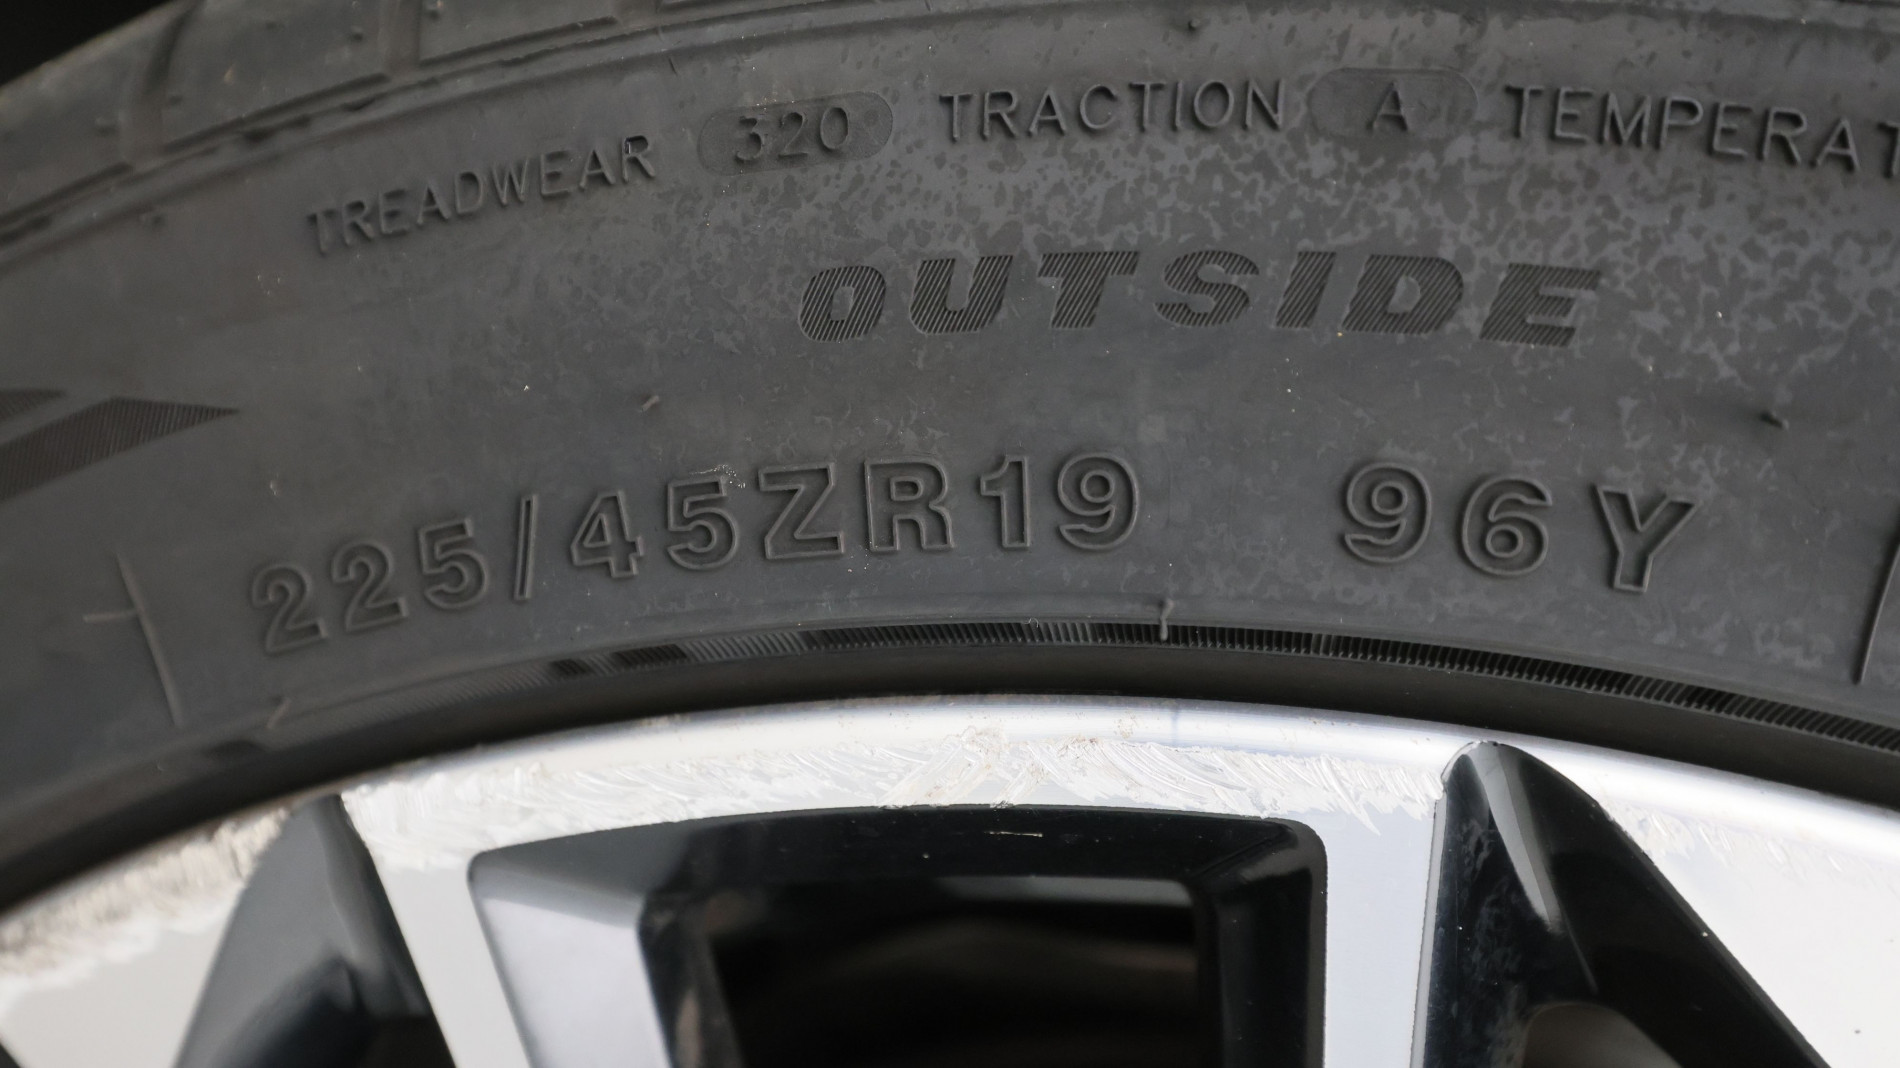 TREADWEAR 320 TRACTION A TEMPERAT
OUTSIDE
225/45ZR19 96Y